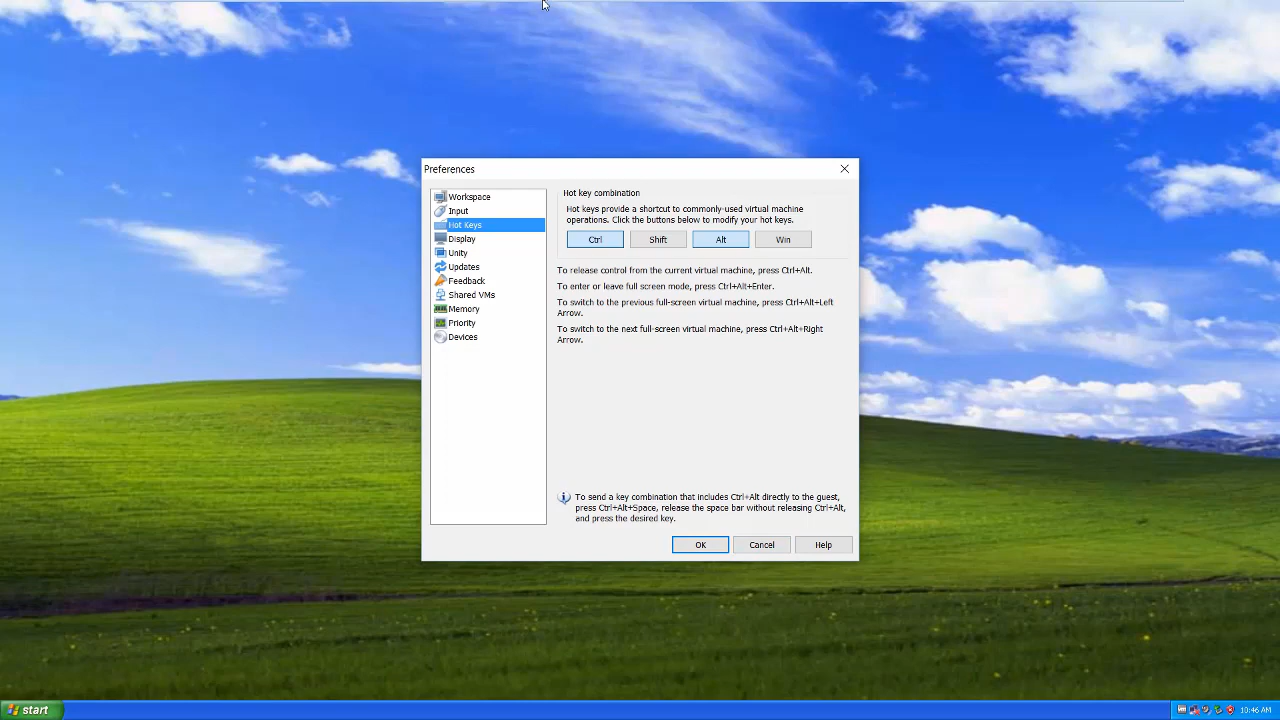 Preferences
Workspace
Input
Hot Keys
Display
Unity
Updates
Feedback
Shared VMs
Memory
Priority
Devices
Hot key combination
Hot keys provide a shortcut to commonly-used virtual machine
operations. Click the buttons below to modify your hot keys.
Ctrl Shift Alt Win
To release control from the current virtual machine, press Ctrl+Alt.
To enter or leave full screen mode, press Ctrl+Alt+Enter.
To switch to the previous full-screen virtual machine, press Ctrl+Alt+Left
Arrow.
To switch to the next full-screen virtual machine, press Ctrl+Alt+Right
Arrow.
To send a key combination that includes Ctrl+Alt directly to the guest,
press Ctrl+Alt+Space, release the space bar without releasing Ctrl+Alt,
and press the desired key.
OK Cancel Help
start 10:46 AM